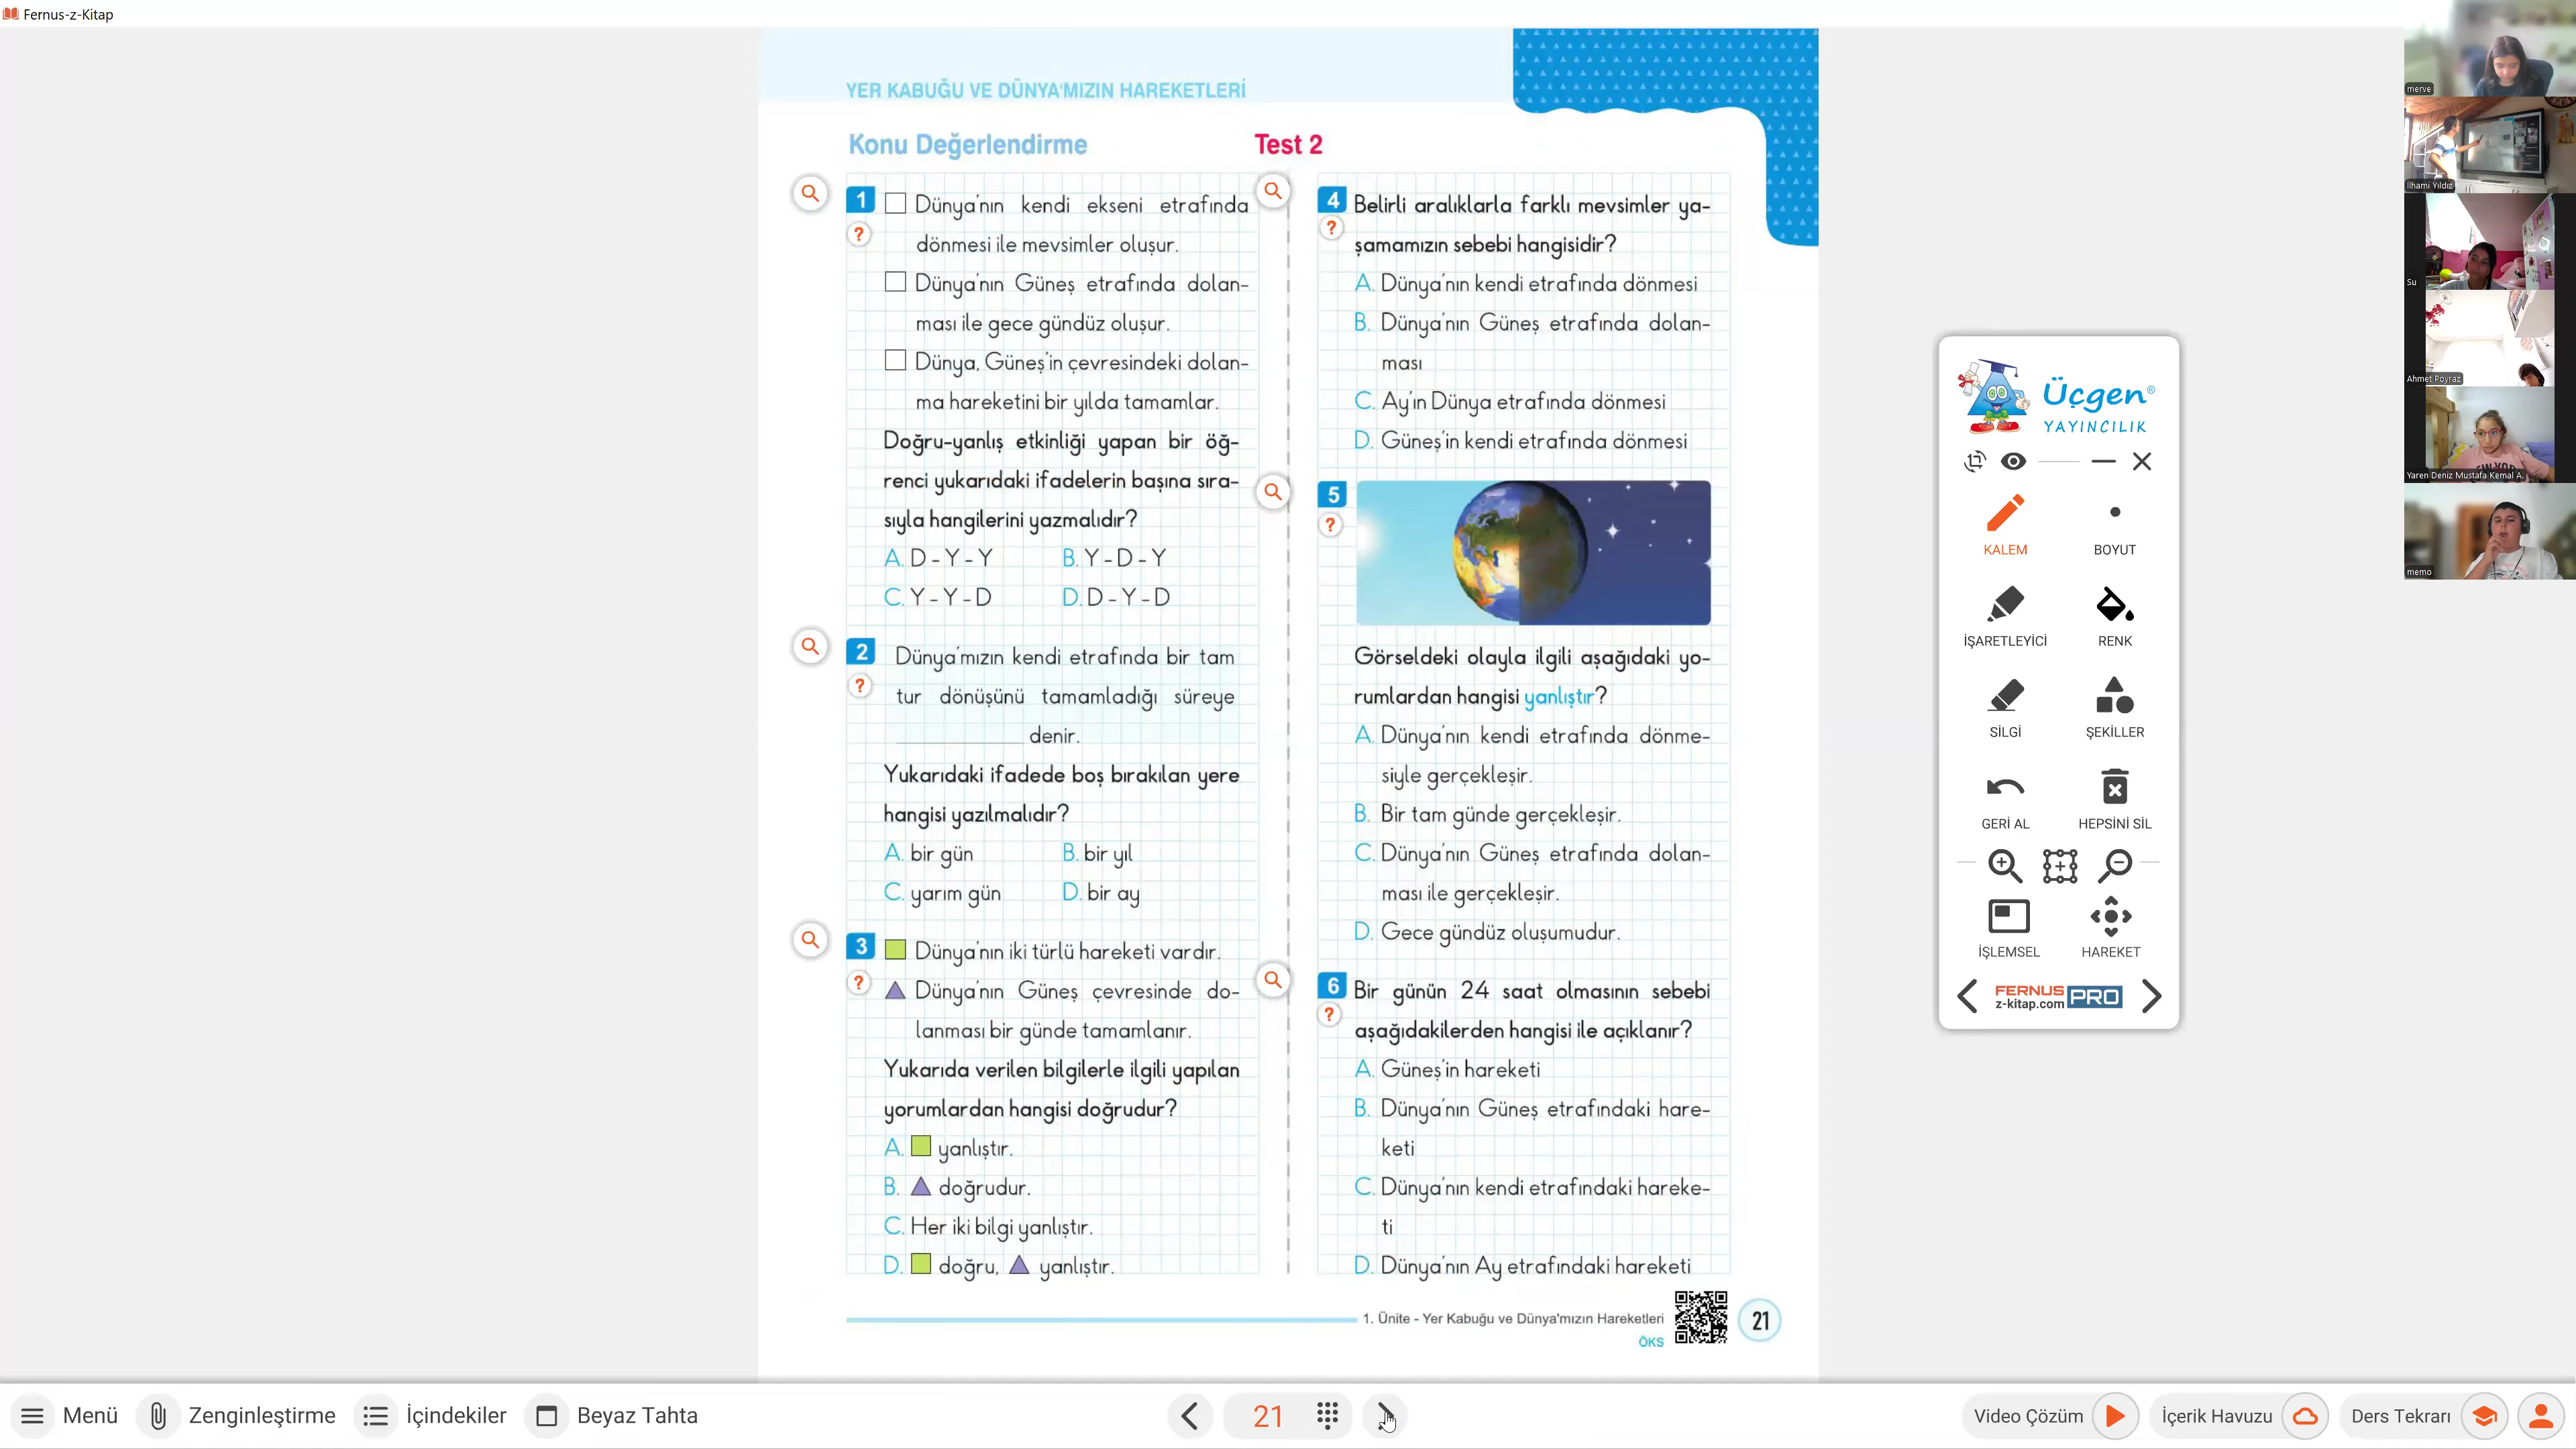 Fernus-z-Kitap
YER KABUĞU VE DÜNYA'MIZIN HAREKETLERİ
Konu Değerlendirme
Test 2
1
Dünya'nın kendi ekseni etrafında
dönmesi ile mevsimler oluşur.
Dünya'nın Güneş etrafında dolan-
ması ile gece gündüz oluşur.
Dünya, Güneş'in çevresindeki dolan-
ma hareketini bir yılda tamamlar.
Doğru-yanlış etkinliği yapan bir öğ-
renci yukarıdaki ifadelerin başına sıra-
sıyla hangilerini yazmalıdır?
A. D - Y - Y B. Y - D - Y
C. Y - Y - D D. D - Y - D
2
?
Dünya'mızın kendi etrafında bir tam
tur dönüşünü tamamladığı süreye
____________ denir.
Yukarıdaki ifadede boş bırakılan yere
hangisi yazılmalıdır?
A. bir gün B. bir yıl
C. yarım gün D. bir ay
3
?
Dünya'nın iki türlü hareketi vardır.
Dünya'nın Güneş çevresinde do-
lanması bir günde tamamlanır.
Yukarıda verilen bilgilerle ilgili yapılan
yorumlardan hangisi doğrudur?
A. yanlıştır.
B. doğrudur.
C. Her iki bilgi yanlıştır.
D. doğru, yanlıştır.
4
?
Belirli aralıklarla farklı mevsimler ya-
şamamızın sebebi hangisidir?
A. Dünya'nın kendi etrafında dönmesi
B. Dünya'nın Güneş etrafında dolan-
ması
C. Ay'ın Dünya etrafında dönmesi
D. Güneş'in kendi etrafında dönmesi
5
?
Görseldeki olayla ilgili aşağıdaki yo-
rumlardan hangisi yanlıştır?
A. Dünya'nın kendi etrafında dönme-
siyle gerçekleşir.
B. Bir tam günde gerçekleşir.
C. Dünya'nın Güneş etrafında dolan-
ması ile gerçekleşir.
D. Gece gündüz oluşumudur.
6
?
Bir günün 24 saat olmasının sebebi
aşağıdakilerden hangisi ile açıklanır?
A. Güneş'in hareketi
B. Dünya'nın Güneş etrafındaki hare-
keti
C. Dünya'nın kendi etrafındaki hareke-
ti
D. Dünya'nın Ay etrafındaki hareketi
1. Ünite - Yer Kabuğu ve Dünya'mızın Hareketleri
ÖKS
21
Üçgen®
YAYINCILIK
KALEM BOYUT
İŞARETLEYİCİ RENK
SİLGİ ŞEKİLLER
GERİ AL HEPSİNİ SİL
İŞLEMSEL HAREKET
FERNUS
z-kitap.com PRO
merve
İlhami Yıldız
Su
Ahmet Poyraz
Yaren Deniz Mustafa Kemal A.
memo
Menü Zenginleştirme İçindekiler Beyaz Tahta
21
Video Çözüm İçerik Havuzu Ders Tekrarı